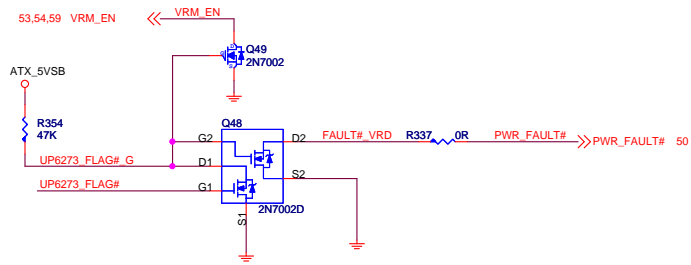 53,54,59 VRM_EN
VRM_EN
D
G
S
Q49
2N7002
ATX_5VSB
R354
47K
Q48
G2
D2
FAULT#_VRD
R337
0R
PWR_FAULT#
PWR_FAULT# 50
UP6273_FLAG#_G
D1
S2
UP6273_FLAG#
G1
2N7002D
S1